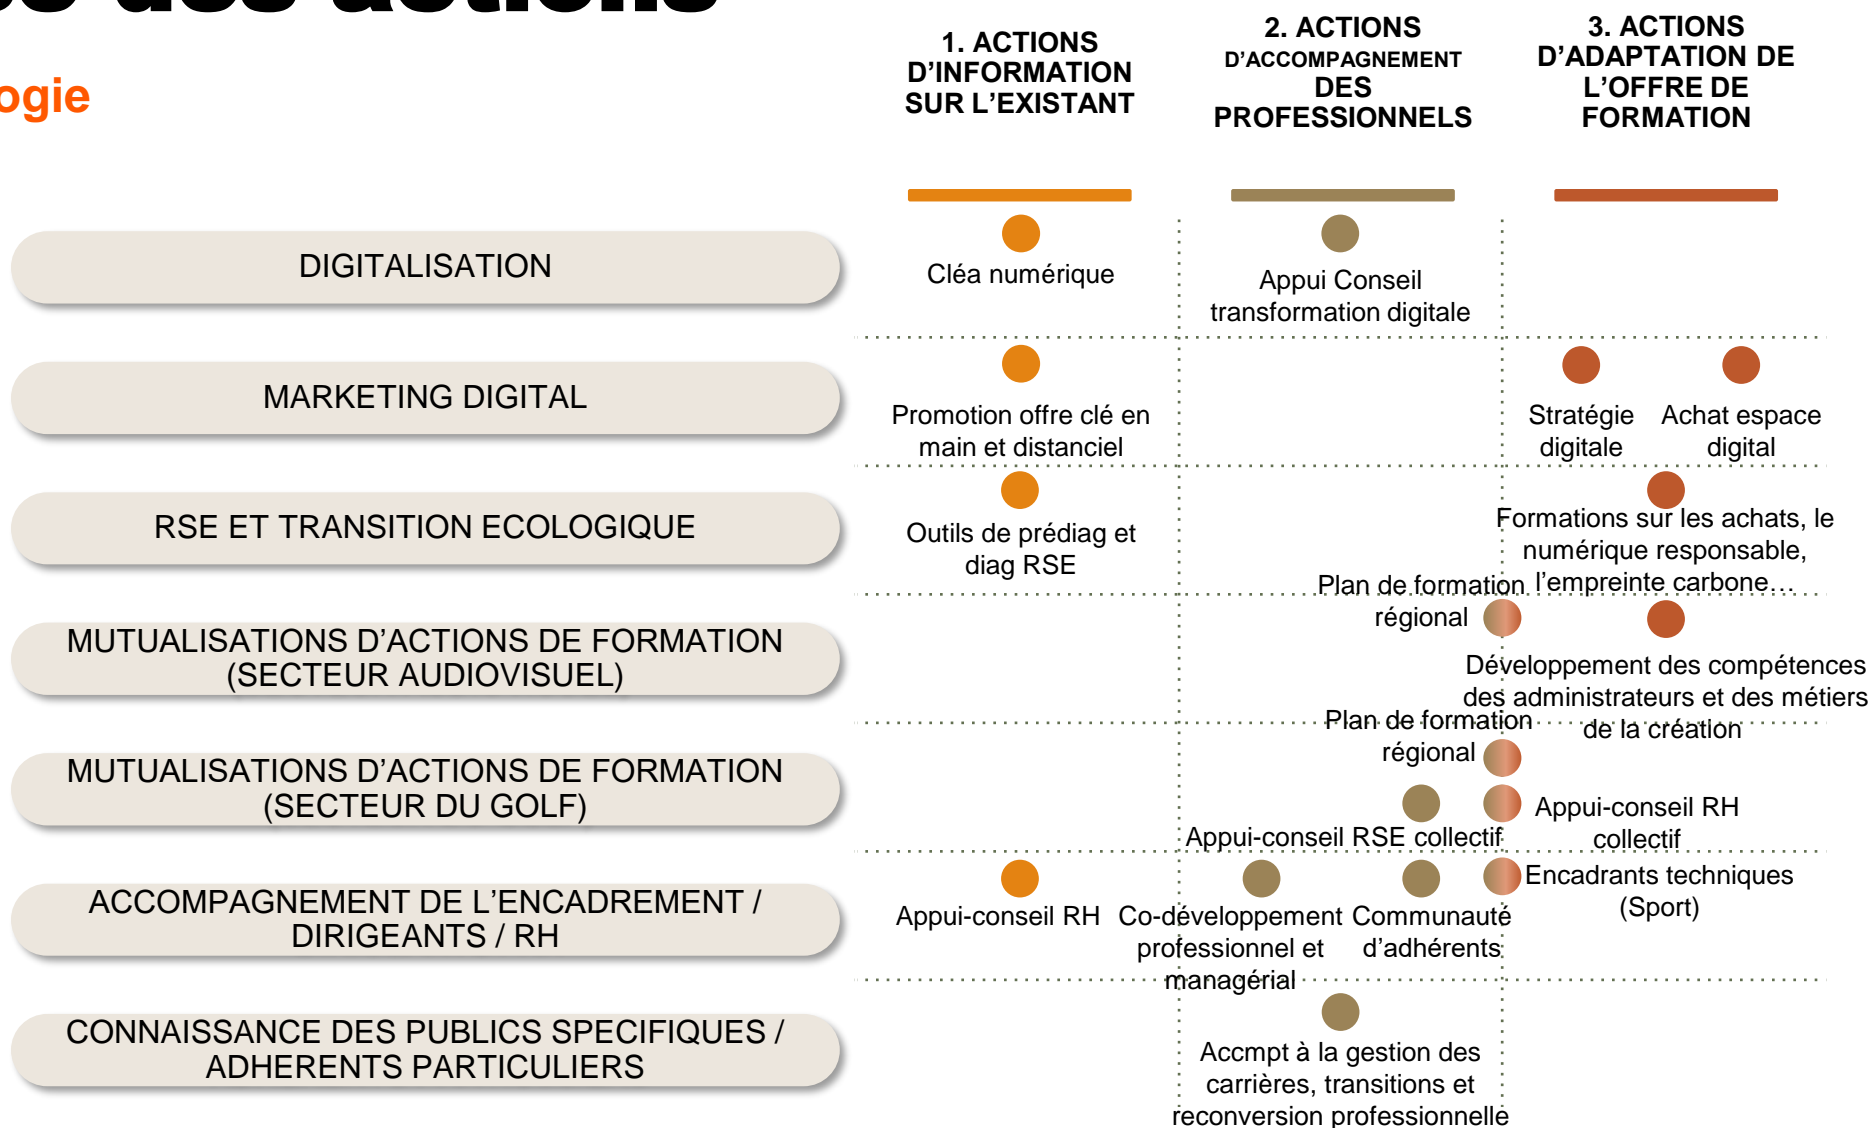 des actions
1. ACTIONS
D'INFORMATION
SUR L'EXISTANT
2. ACTIONS
D'ACCOMPAGNEMENT
DES
PROFESSIONNELS
3. ACTIONS
D'ADAPTATION DE
L'OFFRE DE
FORMATION
ogie
DIGITALISATION
Cléa numérique
Appui Conseil
transformation digitale
MARKETING DIGITAL
Promotion offre clé en
main et distanciel
Stratégie
digitale
Achat espace
digital
RSE ET TRANSITION ECOLOGIQUE
Outils de prédiag et
diag RSE
Formations sur les achats, le
numérique responsable,
l'empreinte carbone…
MUTUALISATIONS D'ACTIONS DE FORMATION
(SECTEUR AUDIOVISUEL)
Plan de formation
régional
Développement des compétences
des administrateurs et des métiers
de la création
MUTUALISATIONS D'ACTIONS DE FORMATION
(SECTEUR DU GOLF)
Plan de formation
régional
Appui-conseil RSE collectif
Appui-conseil RH
collectif
ACCOMPAGNEMENT DE L'ENCADREMENT /
DIRIGEANTS / RH
Appui-conseil RH
Co-développement
professionnel et
managérial
Communauté
d'adhérents
Encadrants techniques
(Sport)
CONNAISSANCE DES PUBLICS SPECIFIQUES /
ADHERENTS PARTICULIERS
Accmpt à la gestion des
carrières, transitions et
reconversion professionnelle